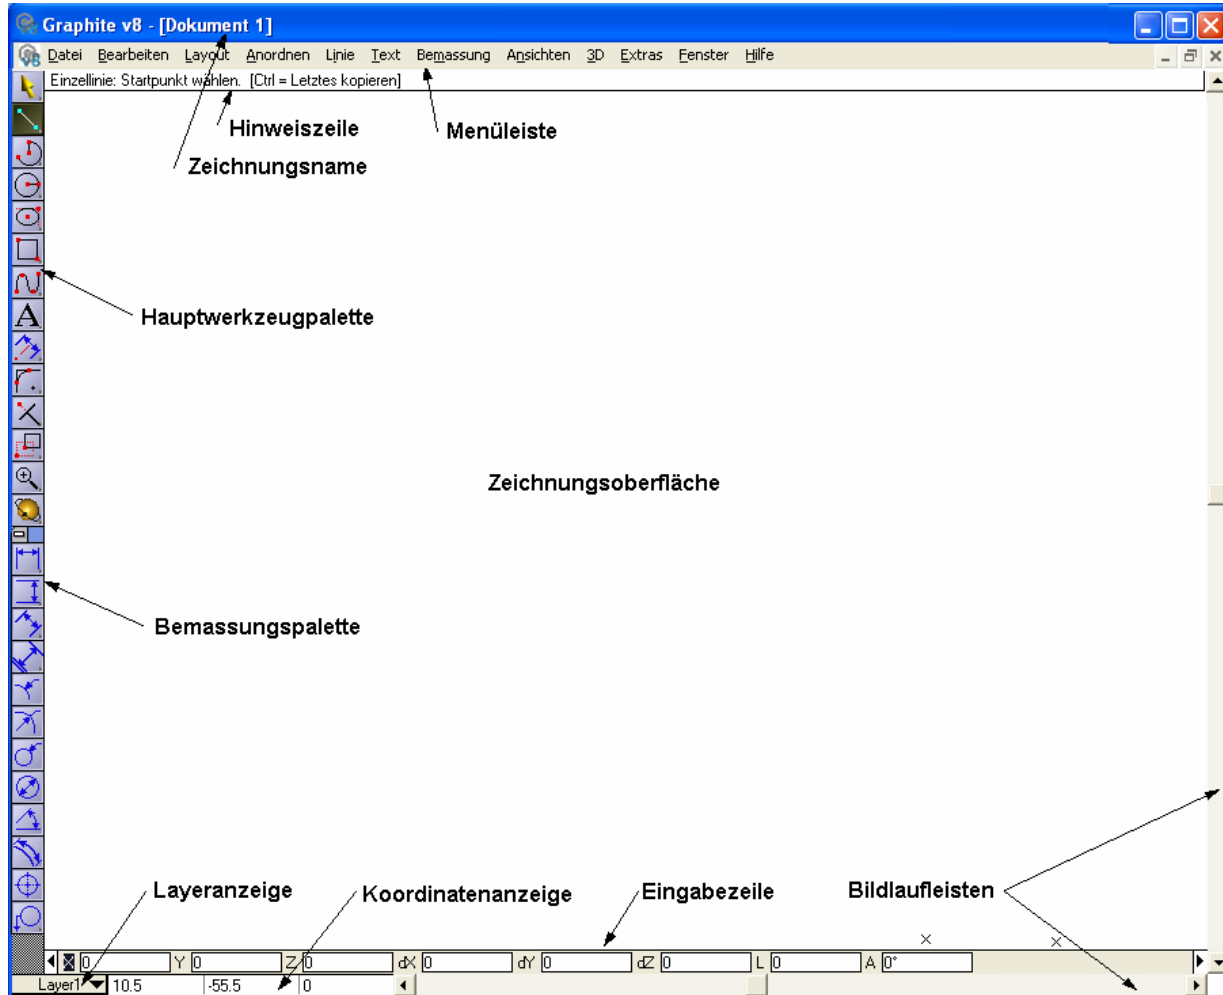 Graphite v8 - [Dokument 1]
Datei Bearbeiten Layout Anordnen Linie Text Bemassung Ansichten 3D Extras Fenster Hilfe
Einzellinie: Startpunkt wählen. [Ctrl = Letztes kopieren]
Hinweiszeile
Menüleiste
Zeichnungsname
Hauptwerkzeugpalette
A
Zeichnungsoberfläche
Bemassungspalette
Layeranzeige
Koordinatenanzeige
Eingabezeile
Bildlaufleisten
X 0 Y 0 Z 0 dX 0 dY 0 dZ 0 L 0 A 0°
Layer1 10.5 -55.5 0